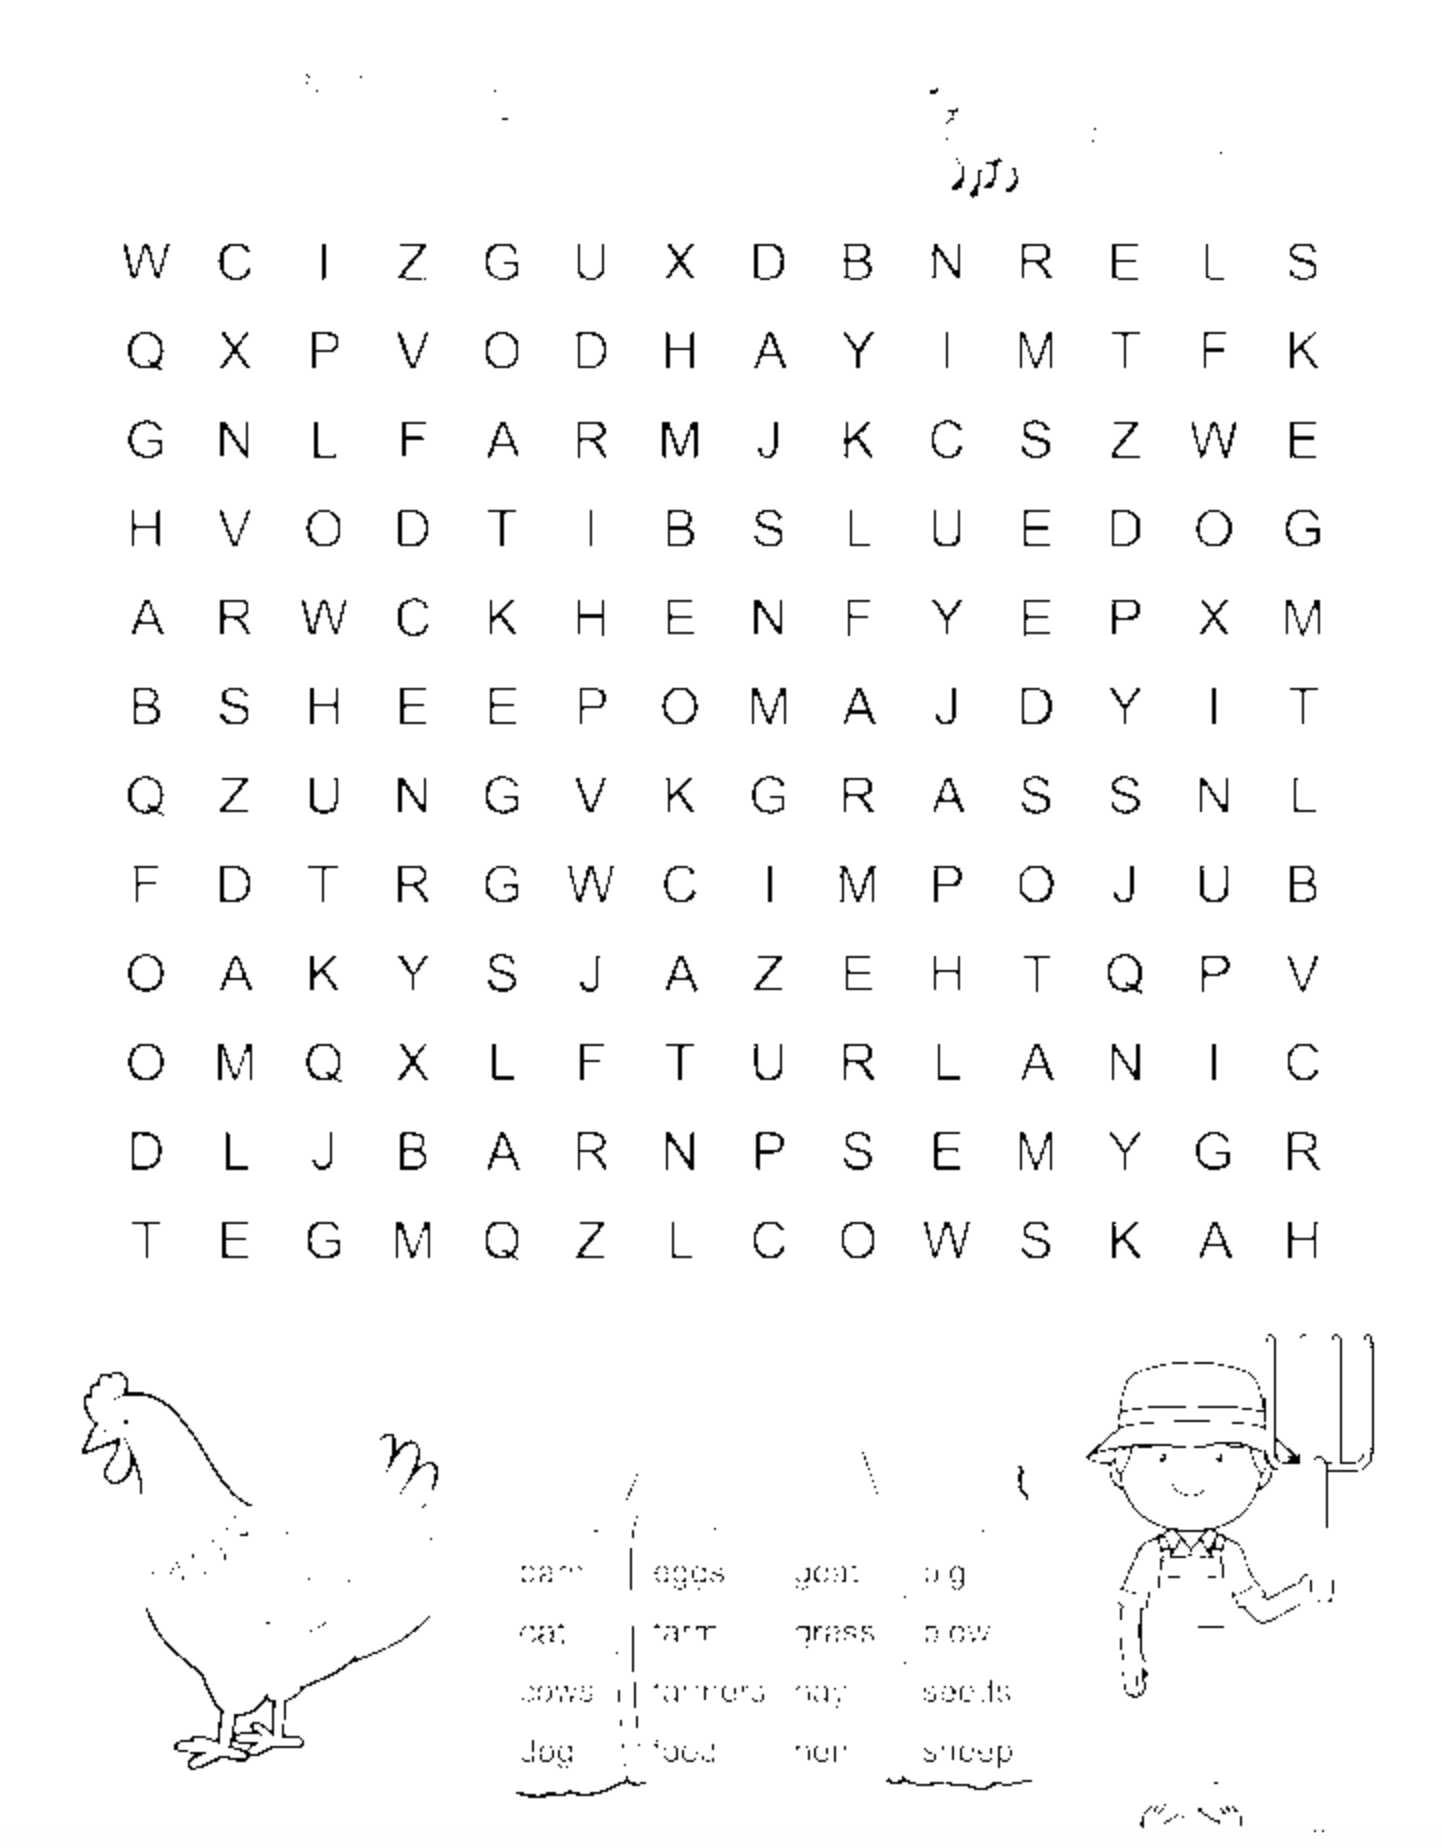 W C I Z G U X D B N R E L S
Q X P V O D H A Y I M T F K
G N L F A R M J K C S Z W E
H V O D T I B S L U E D O G
A R W C K H E N F Y E P X M
B S H E E P O M A J D Y I T
Q Z U N G V K G R A S S N L
F D T R G W C I M P O J U B
O A K Y S J A Z E H T Q P V
O M Q X L F T U R L A N I C
D L J B A R N P S E M Y G R
T E G M Q Z L C O W S K A H
barn eggs goat pig
cat farm grass plow
cows farmers hay seeds
dog food hen sheep